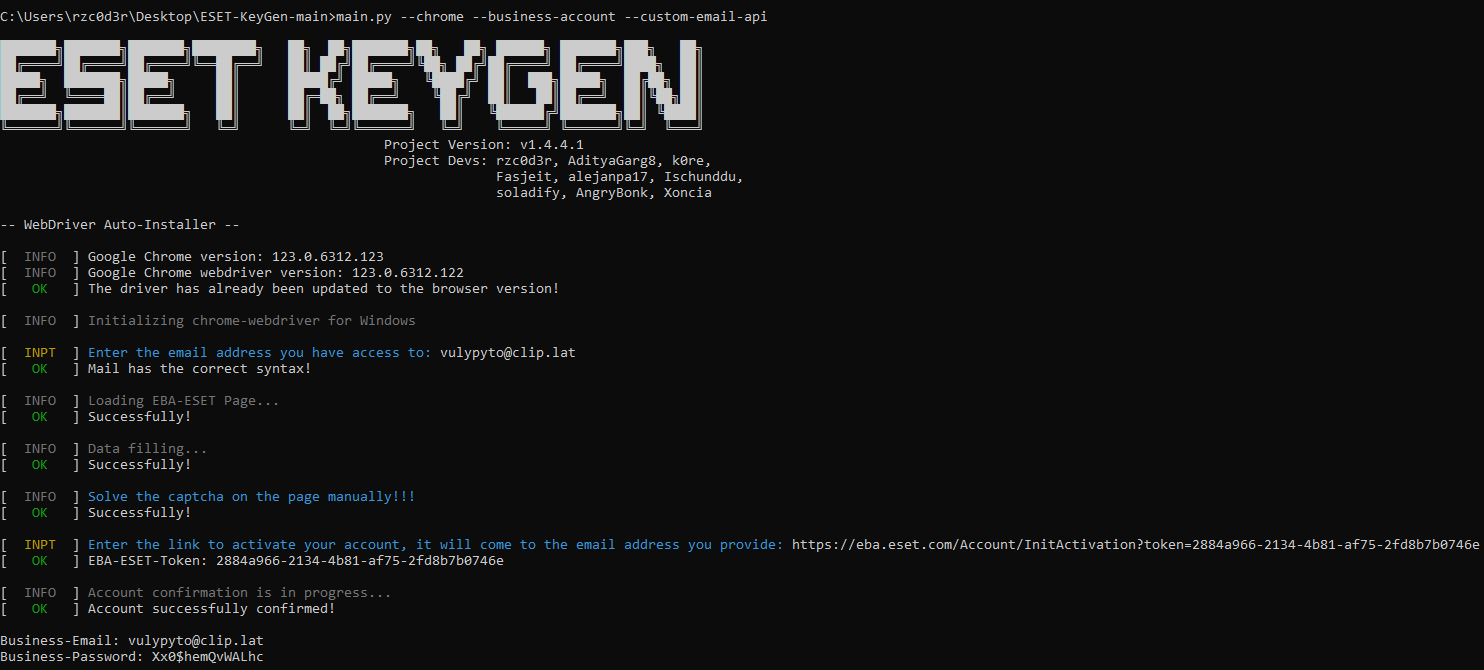 C:\Users\rzc0d3r\Desktop\ESET-KeyGen-main>main.py --chrome --business-account --custom-email-api
ESET KEYGEN
Project Version: v1.4.4.1
Project Devs: rzc0d3r, AdityaGarg8, k0re,
Fasjeit, alejanpa17, Ischunddu,
soladify, AngryBonk, Xoncia
-- WebDriver Auto-Installer --
[ INFO ] Google Chrome version: 123.0.6312.123
[ INFO ] Google Chrome webdriver version: 123.0.6312.122
[ OK ] The driver has already been updated to the browser version!
[ INFO ] Initializing chrome-webdriver for Windows
[ INPT ] Enter the email address you have access to: vulypyto@clip.lat
[ OK ] Mail has the correct syntax!
[ INFO ] Loading EBA-ESET Page...
[ OK ] Successfully!
[ INFO ] Data filling...
[ OK ] Successfully!
[ INFO ] Solve the captcha on the page manually!!!
[ OK ] Successfully!
[ INPT ] Enter the link to activate your account, it will come to the email address you provide: https://eba.eset.com/Account/InitActivation?token=2884a966-2134-4b81-af75-2fd8b7b0746e
[ OK ] EBA-ESET-Token: 2884a966-2134-4b81-af75-2fd8b7b0746e
[ INFO ] Account confirmation is in progress...
[ OK ] Account successfully confirmed!
Business-Email: vulypyto@clip.lat
Business-Password: Xx0$hemQvWALhc